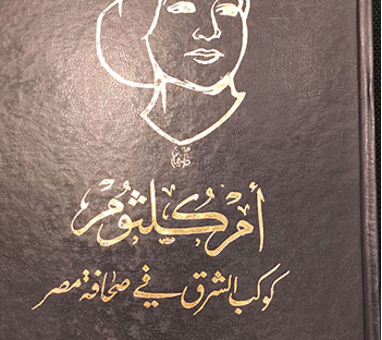 أم كلثوم
كوكب الشرق في صحافة مصر